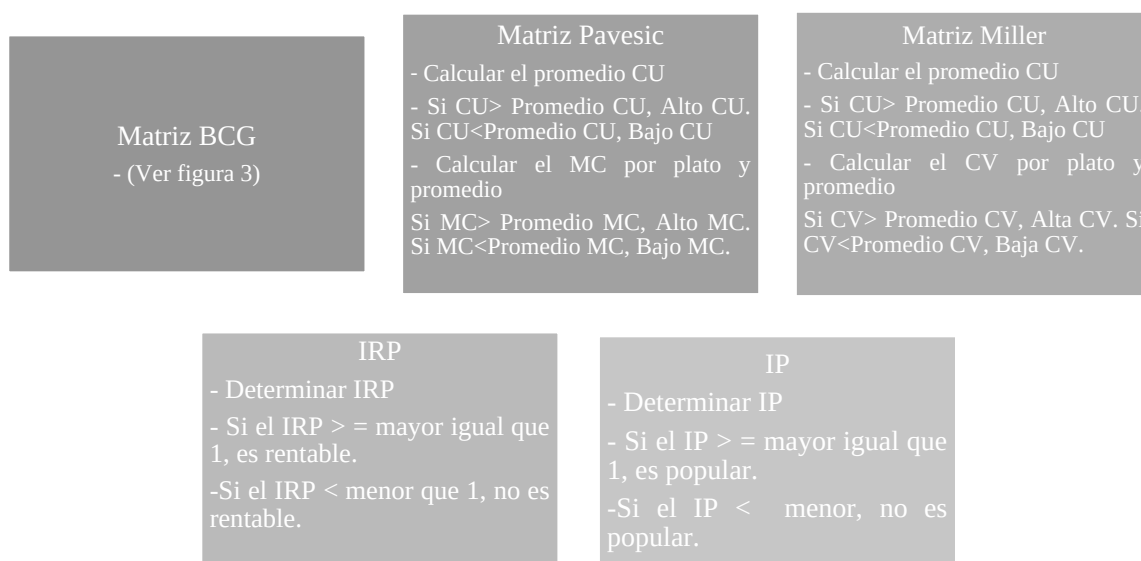 Matriz BCG
- (Ver figura 3)
Matriz Pavesic
- Calcular el promedio CU
- Si CU> Promedio CU, Alto CU.
Si CU<Promedio CU, Bajo CU
- Calcular el MC por plato y
promedio
Si MC> Promedio MC, Alto MC.
Si MC<Promedio MC, Bajo MC.
Matriz Miller
- Calcular el promedio CU
- Si CU> Promedio CU, Alto CU
Si CU<Promedio CU, Bajo CU
- Calcular el CV por plato y
promedio
Si CV> Promedio CV, Alta CV. Si
CV<Promedio CV, Baja CV.
IRP
- Determinar IRP
- Si el IRP > = mayor igual que
1, es rentable.
-Si el IRP < menor que 1, no es
rentable.
IP
- Determinar IP
- Si el IP > = mayor igual que
1, es popular.
-Si el IP < menor, no es
popular.